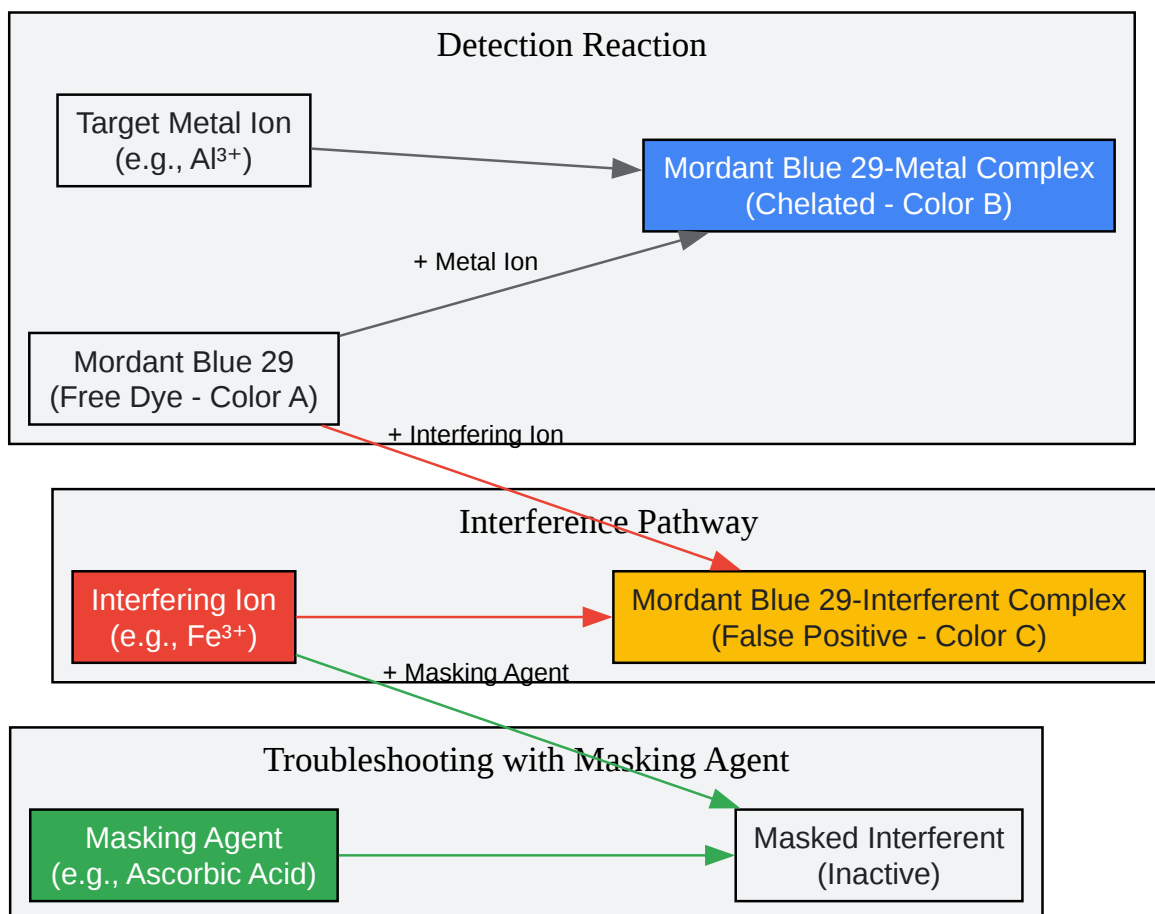 Detection Reaction
Target Metal Ion
(e.g., Al³⁺)
Mordant Blue 29-Metal Complex
(Chelated - Color B)
+ Metal Ion
Mordant Blue 29
(Free Dye - Color A)
+ Interfering Ion
Interference Pathway
Interfering Ion
(e.g., Fe³⁺)
Mordant Blue 29-Interferent Complex
(False Positive - Color C)
+ Masking Agent
Troubleshooting with Masking Agent
Masking Agent
(e.g., Ascorbic Acid)
Masked Interferent
(Inactive)